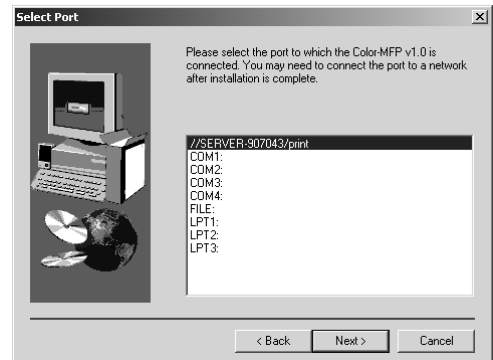 Select Port
Please select the port to which the Color-MFP v1.0 is
connected. You may need to connect the port to a network
after installation is complete.
//SERVER-907043/print
COM1:
COM2:
COM3:
COM4:
FILE:
LPT1:
LPT2:
LPT3:
< Back
Next >
Cancel